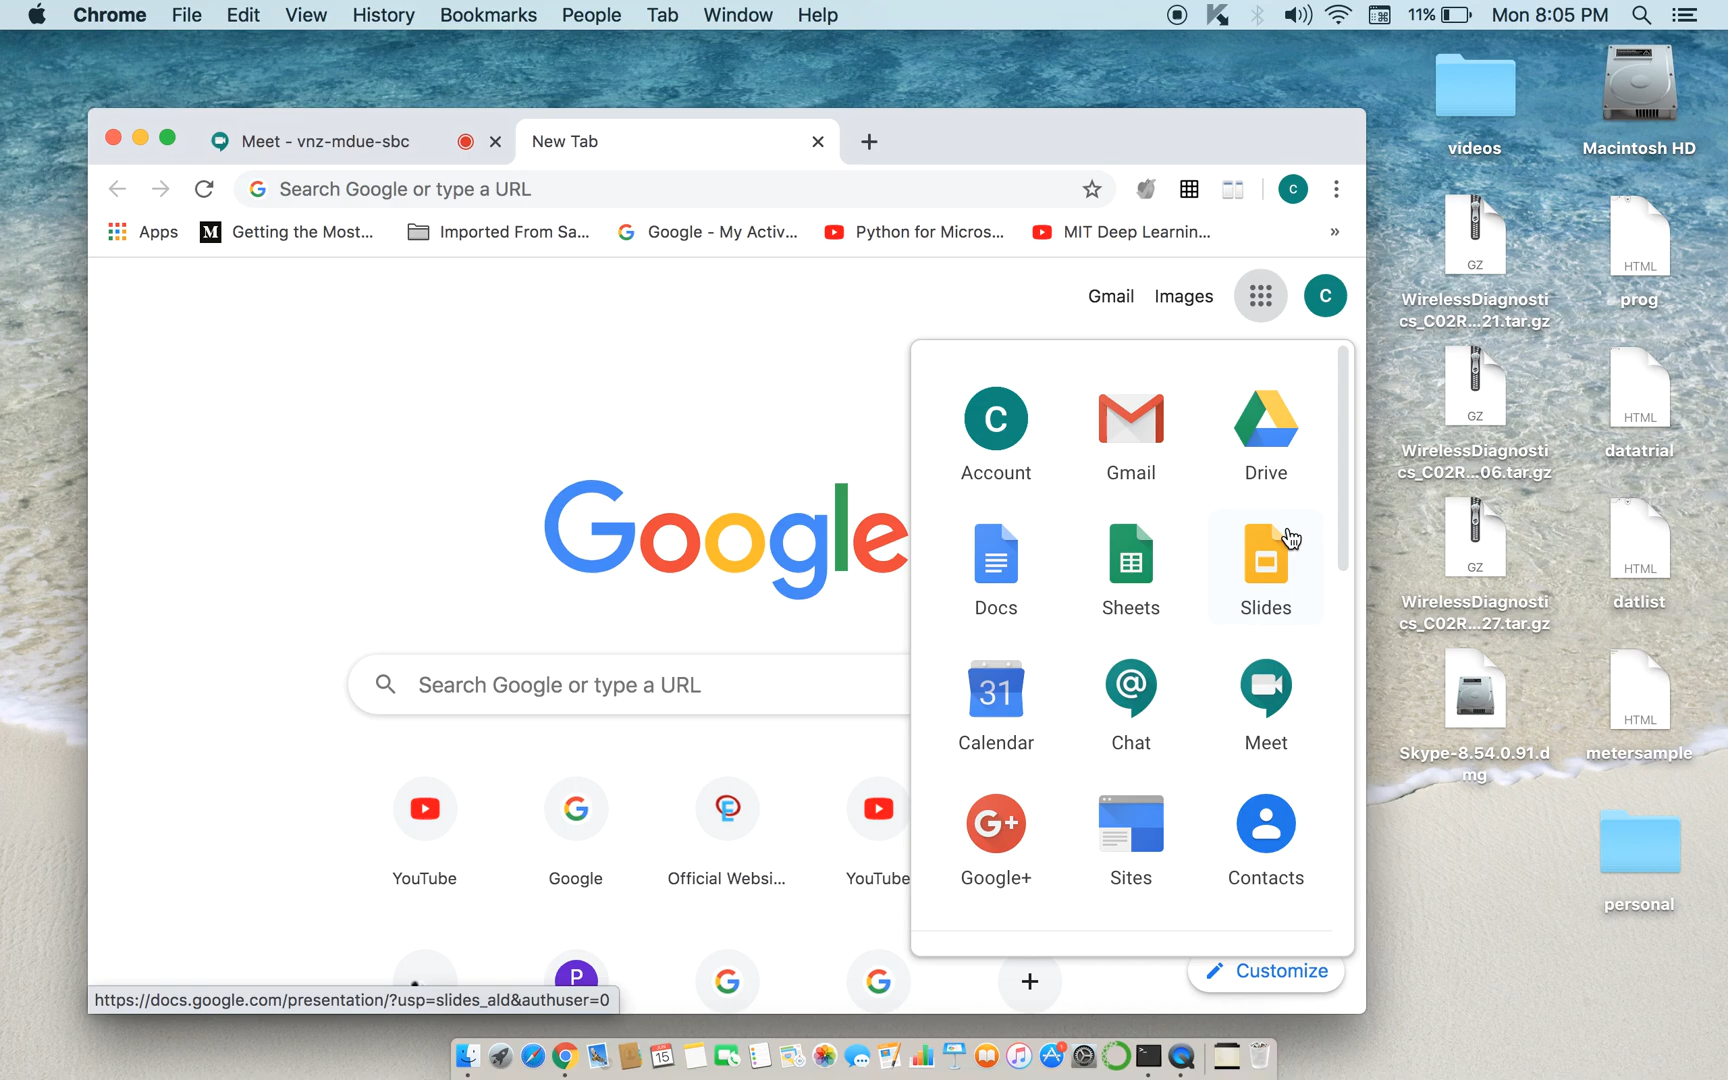 Chrome File Edit View History Bookmarks People Tab Window Help
11% Mon 8:05 PM
Meet - vnz-mdue-sbc
New Tab
Search Google or type a URL
C
Apps
M Getting the Most...
Imported From Sa...
Google - My Activ...
Python for Micros...
MIT Deep Learnin...
»
Gmail Images
C
Google
Search Google or type a URL
YouTube
Google
Official Websi...
YouTube
P
C
Account
Gmail
Drive
Docs
Sheets
Slides
31
Calendar
@
Chat
Meet
G+
Google+
Sites
Contacts
Customize
https://docs.google.com/presentation/?usp=slides_ald&authuser=0
videos
Macintosh HD
GZ
WirelessDiagnosti
cs_C02R...21.tar.gz
HTML
prog
GZ
WirelessDiagnosti
cs_C02R...06.tar.gz
HTML
datatrial
GZ
WirelessDiagnosti
cs_C02R...27.tar.gz
HTML
datlist
Skype-8.54.0.91.d
mg
HTML
metersample
personal
15